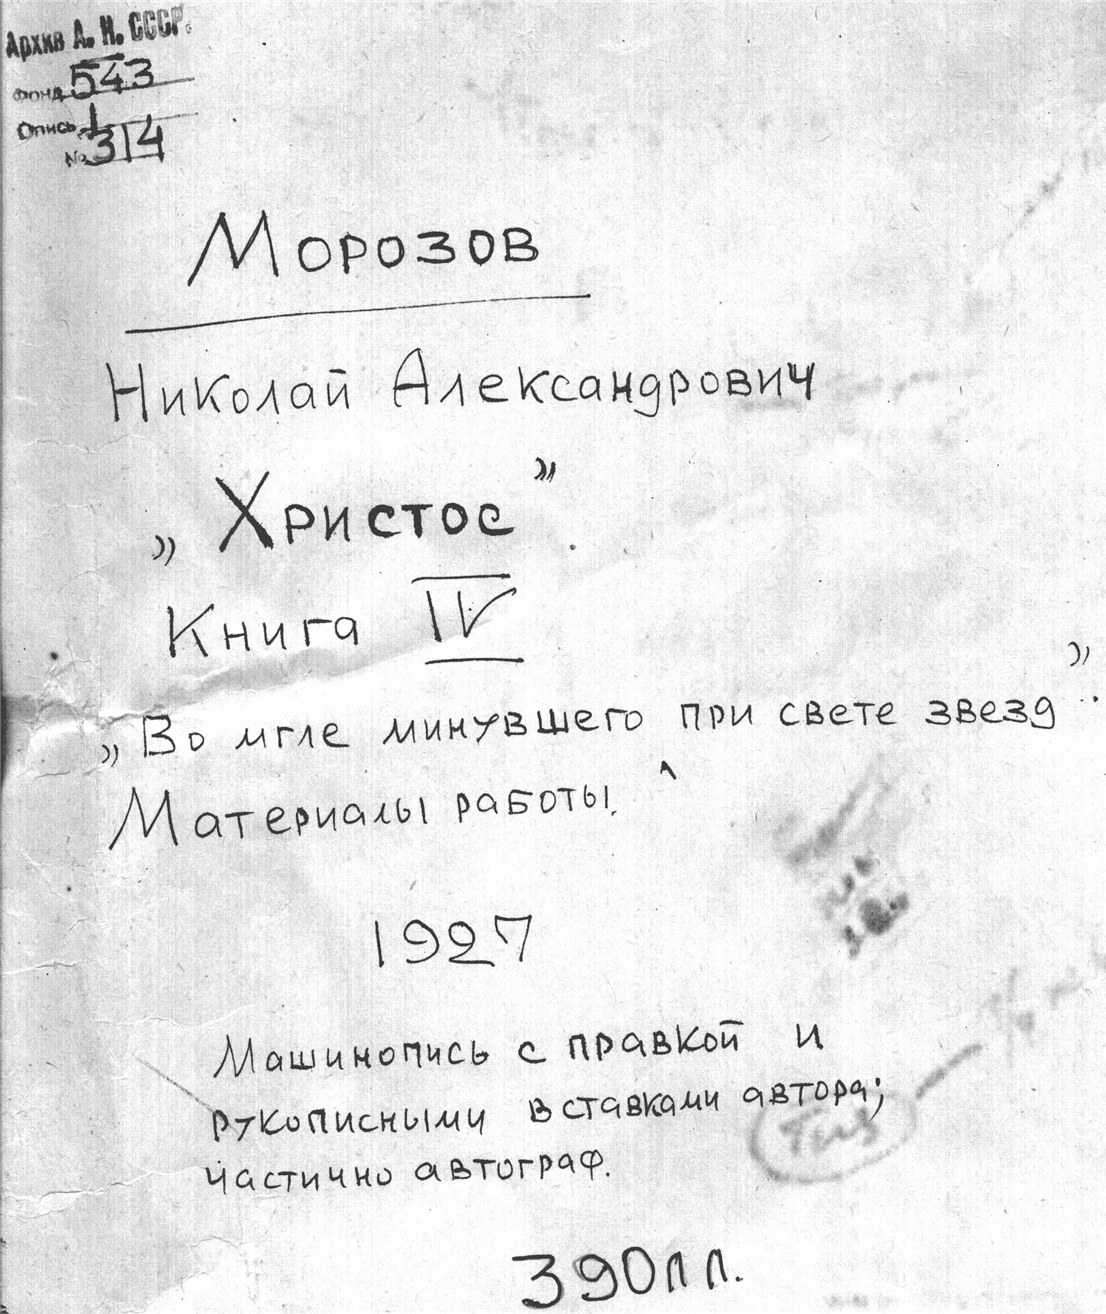 Архив А. Н. СССР.
Фонд 543
Опись 1
№ 314
Морозов
Николай Александрович
„Христос".
Книга IV
„Во мгле минувшего при свете звезд".
Материалы работы.
1927
Машинопись с правкой и
рукописными вставками автора;
частично автограф.
390 лл.